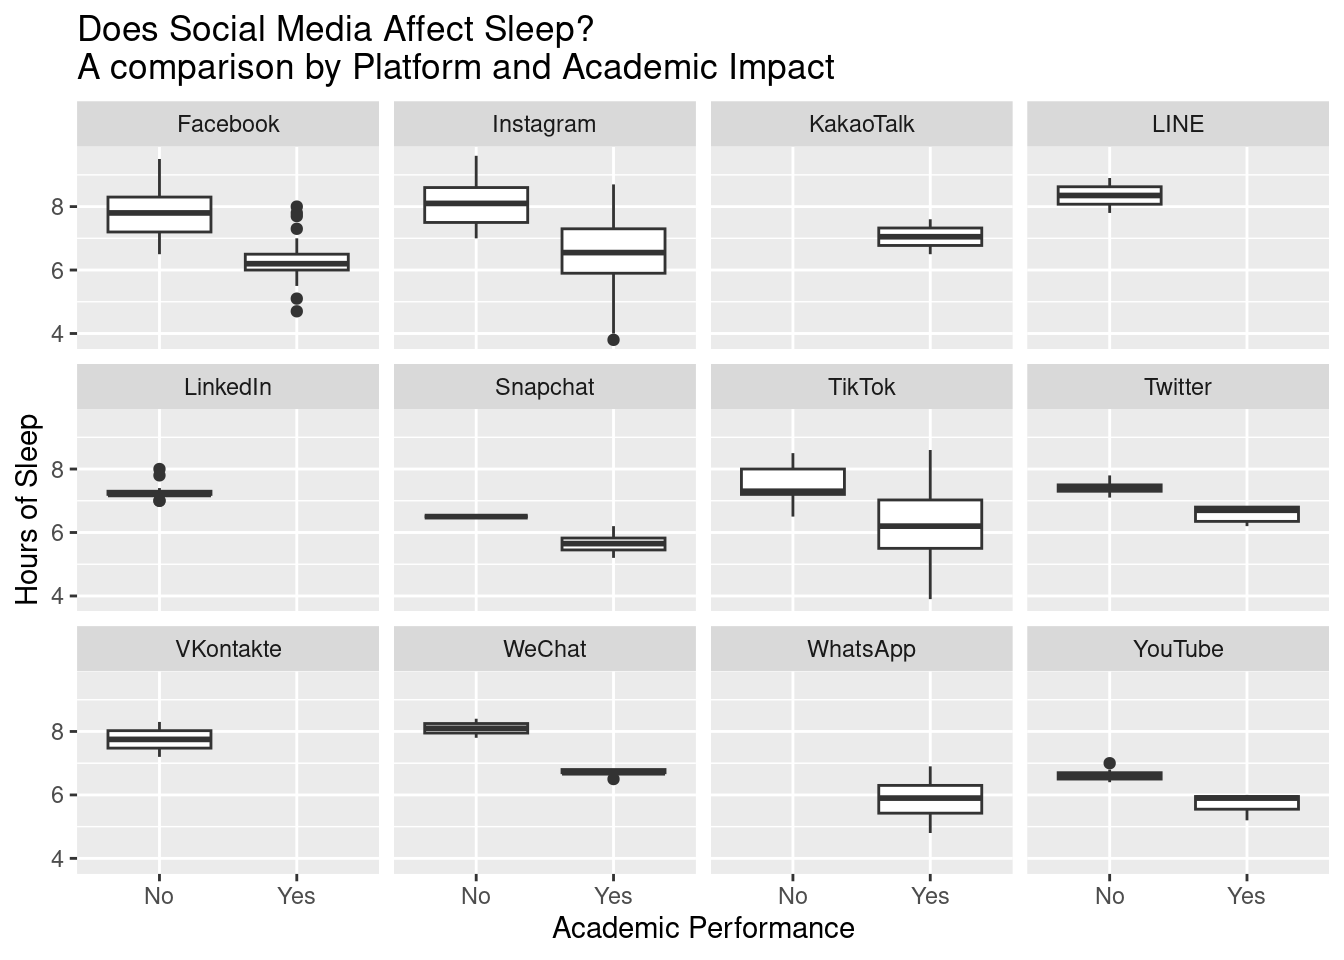 Does Social Media Affect Sleep?
A comparison by Platform and Academic Impact
Facebook Instagram KakaoTalk LINE
8
6
4
LinkedIn Snapchat TikTok Twitter
Hours of Sleep
8
6
4
VKontakte WeChat WhatsApp YouTube
8
6
4
No Yes No Yes No Yes No Yes
Academic Performance